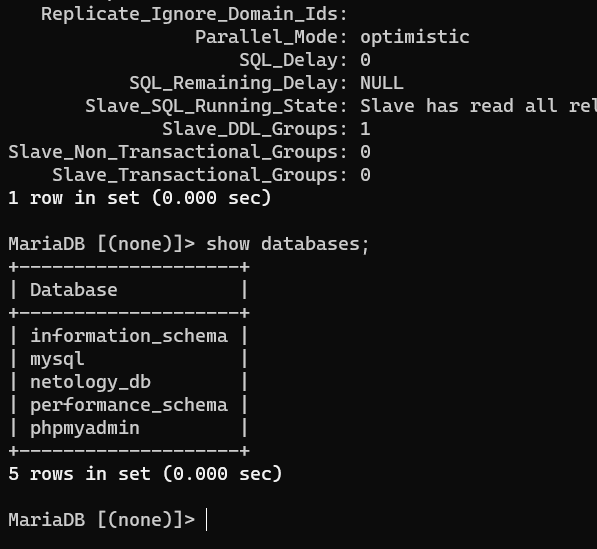 Replicate_Ignore_Domain_Ids:
Parallel_Mode: optimistic
SQL_Delay: 0
SQL_Remaining_Delay: NULL
Slave_SQL_Running_State: Slave has read all rel
Slave_DDL_Groups: 1
Slave_Non_Transactional_Groups: 0
Slave_Transactional_Groups: 0
1 row in set (0.000 sec)
MariaDB [(none)]> show databases;
+--------------------+
| Database           |
+--------------------+
| information_schema |
| mysql              |
| netology_db        |
| performance_schema |
| phpmyadmin         |
+--------------------+
5 rows in set (0.000 sec)
MariaDB [(none)]>